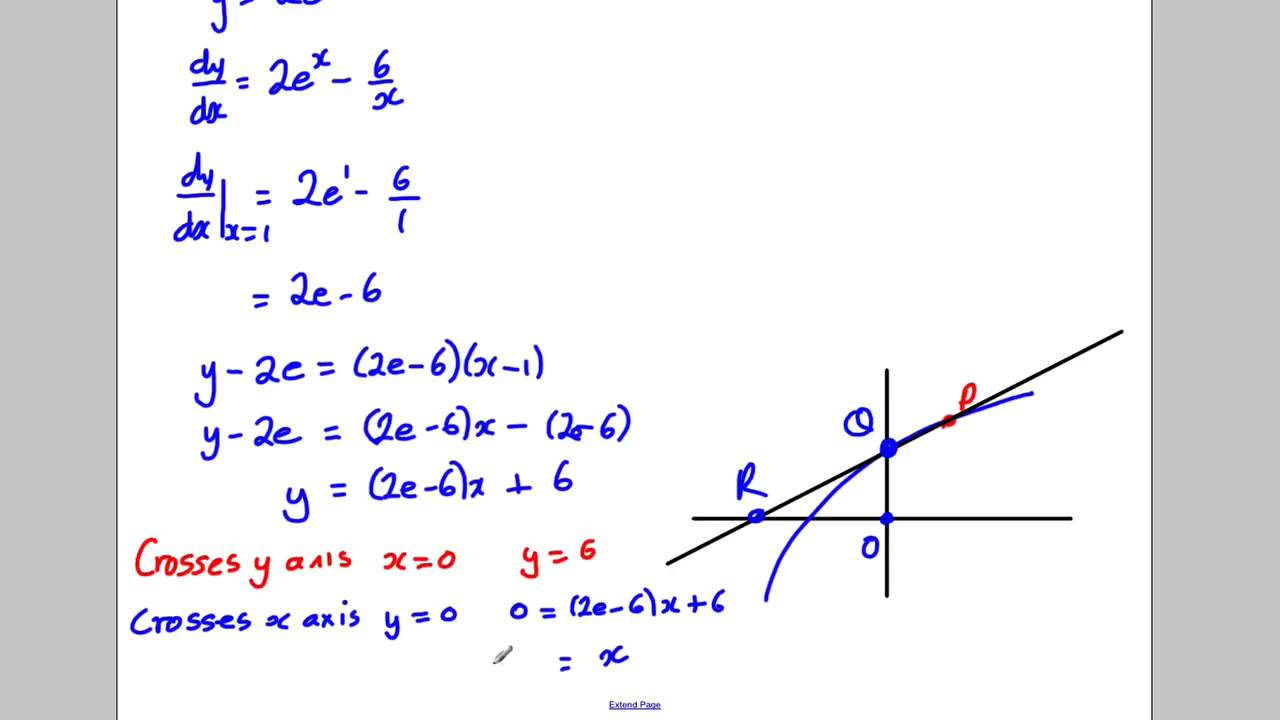 dy/dx = 2e^x - 6/x
dy/dx|x=1 = 2e^1 - 6/1
= 2e - 6
y - 2e = (2e - 6)(x - 1)
y - 2e = (2e - 6)x - (2e - 6)
y = (2e - 6)x + 6
Crosses y axis x = 0 y = 6
Crosses x axis y = 0 0 = (2e - 6)x + 6
= x
P
Q
R
O
Extend Page